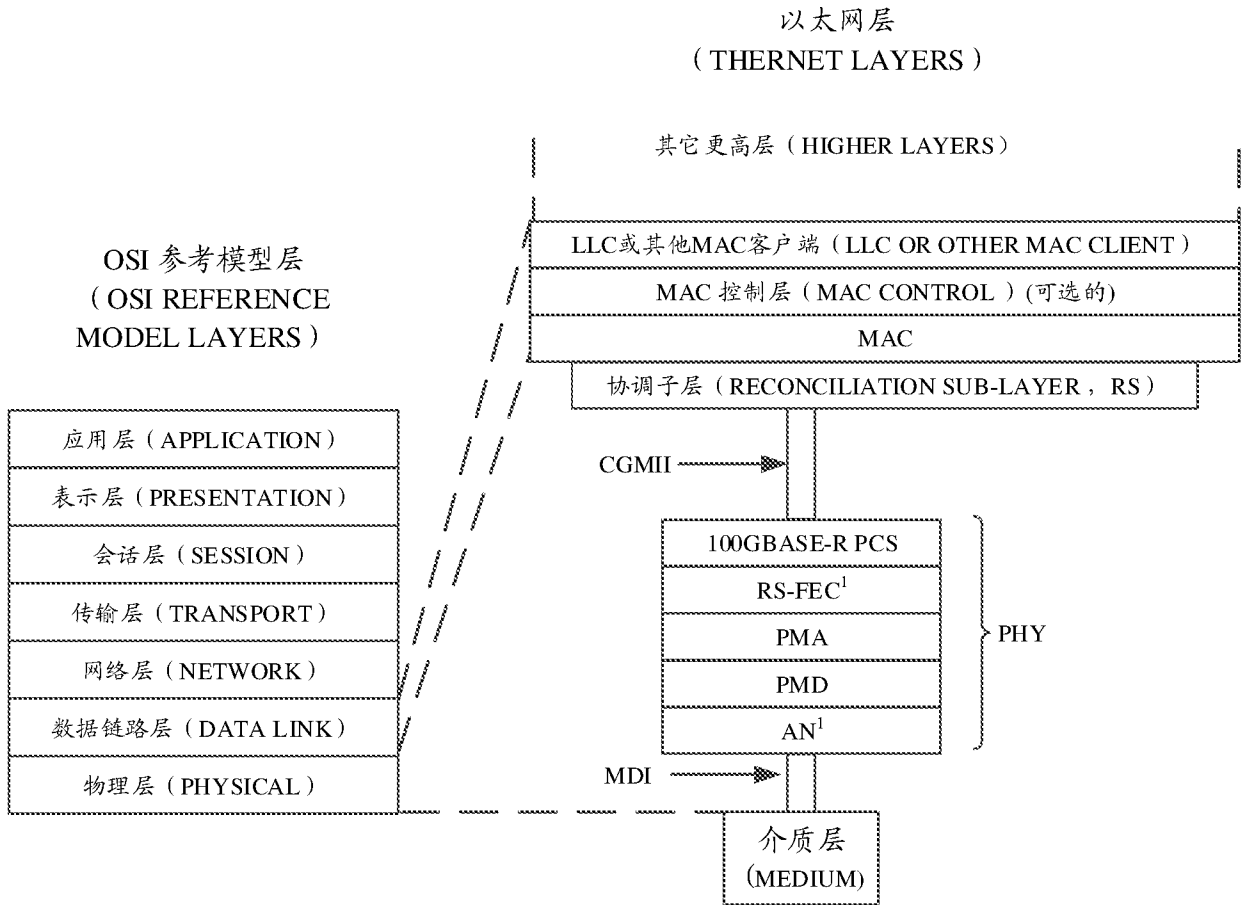 以太网层
（THERNET LAYERS）
其它更高层（HIGHER LAYERS）
LLC或其他MAC客户端（LLC OR OTHER MAC CLIENT）
MAC 控制层（MAC CONTROL）(可选的)
MAC
协调子层（RECONCILIATION SUB-LAYER，RS）
OSI 参考模型层
（OSI REFERENCE
MODEL LAYERS）
应用层（APPLICATION）
表示层（PRESENTATION）
会话层（SESSION）
传输层（TRANSPORT）
网络层（NETWORK）
数据链路层（DATA LINK）
物理层（PHYSICAL）
CGMII
100GBASE-R PCS
RS-FEC¹
PMA
PMD
AN¹
PHY
MDI
介质层
(MEDIUM)